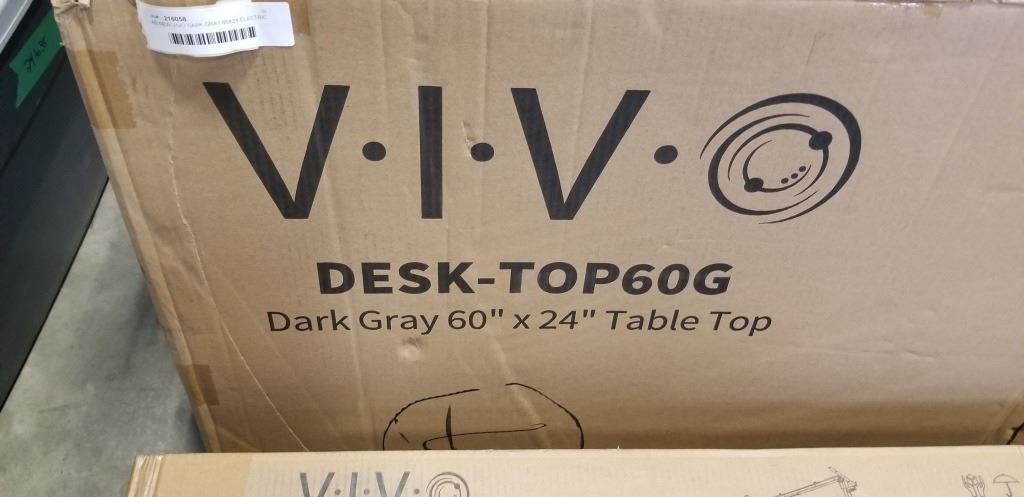 216058
V·I·V·O
DESK-TOP60G
Dark Gray 60" x 24" Table Top
V·I·V·O